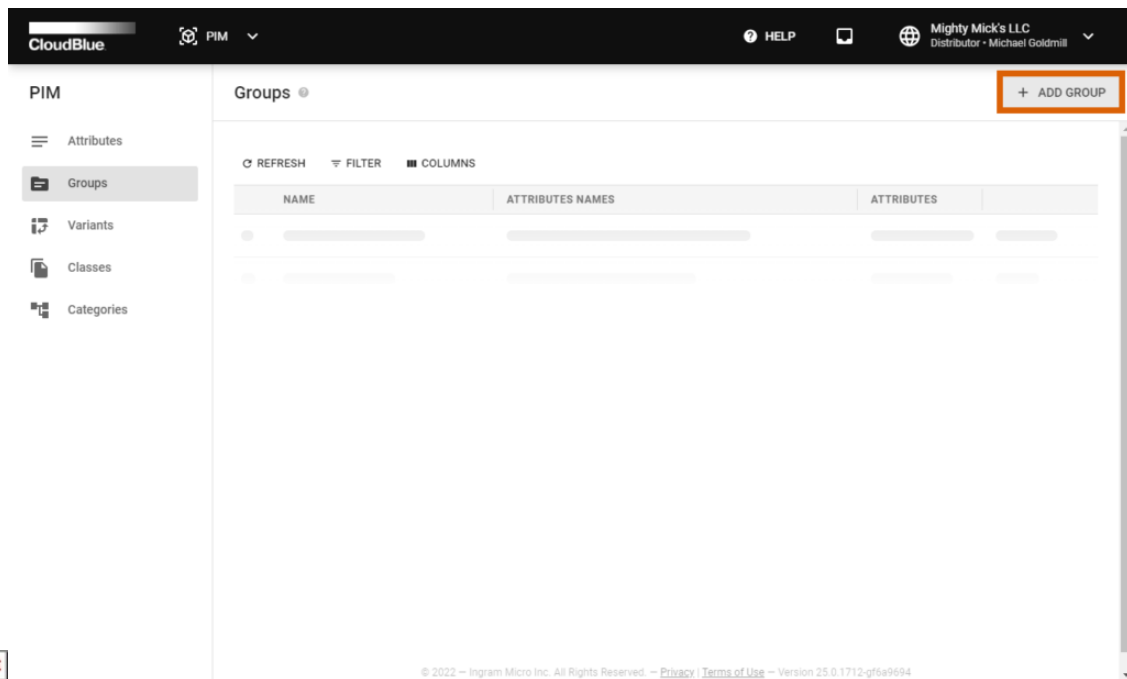 CloudBlue.
PIM
HELP
Mighty Mick's LLC
Distributor • Michael Goldmill
PIM
Groups
+ ADD GROUP
Attributes
Groups
Variants
Classes
Categories
REFRESH FILTER COLUMNS
NAME ATTRIBUTES NAMES ATTRIBUTES
© 2022 — Ingram Micro Inc. All Rights Reserved. — Privacy | Terms of Use — Version 25.0.1712-gf6a9694